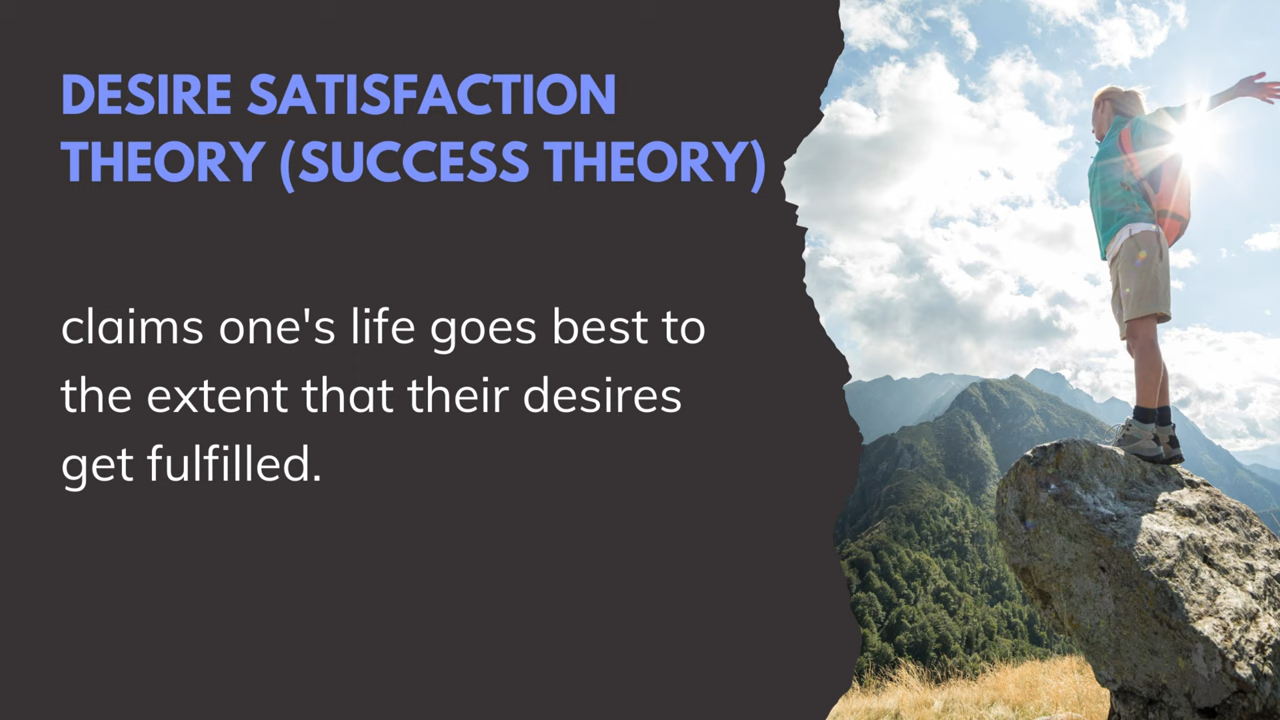 DESIRE SATISFACTION
THEORY (SUCCESS THEORY)
claims one's life goes best to
the extent that their desires
get fulfilled.